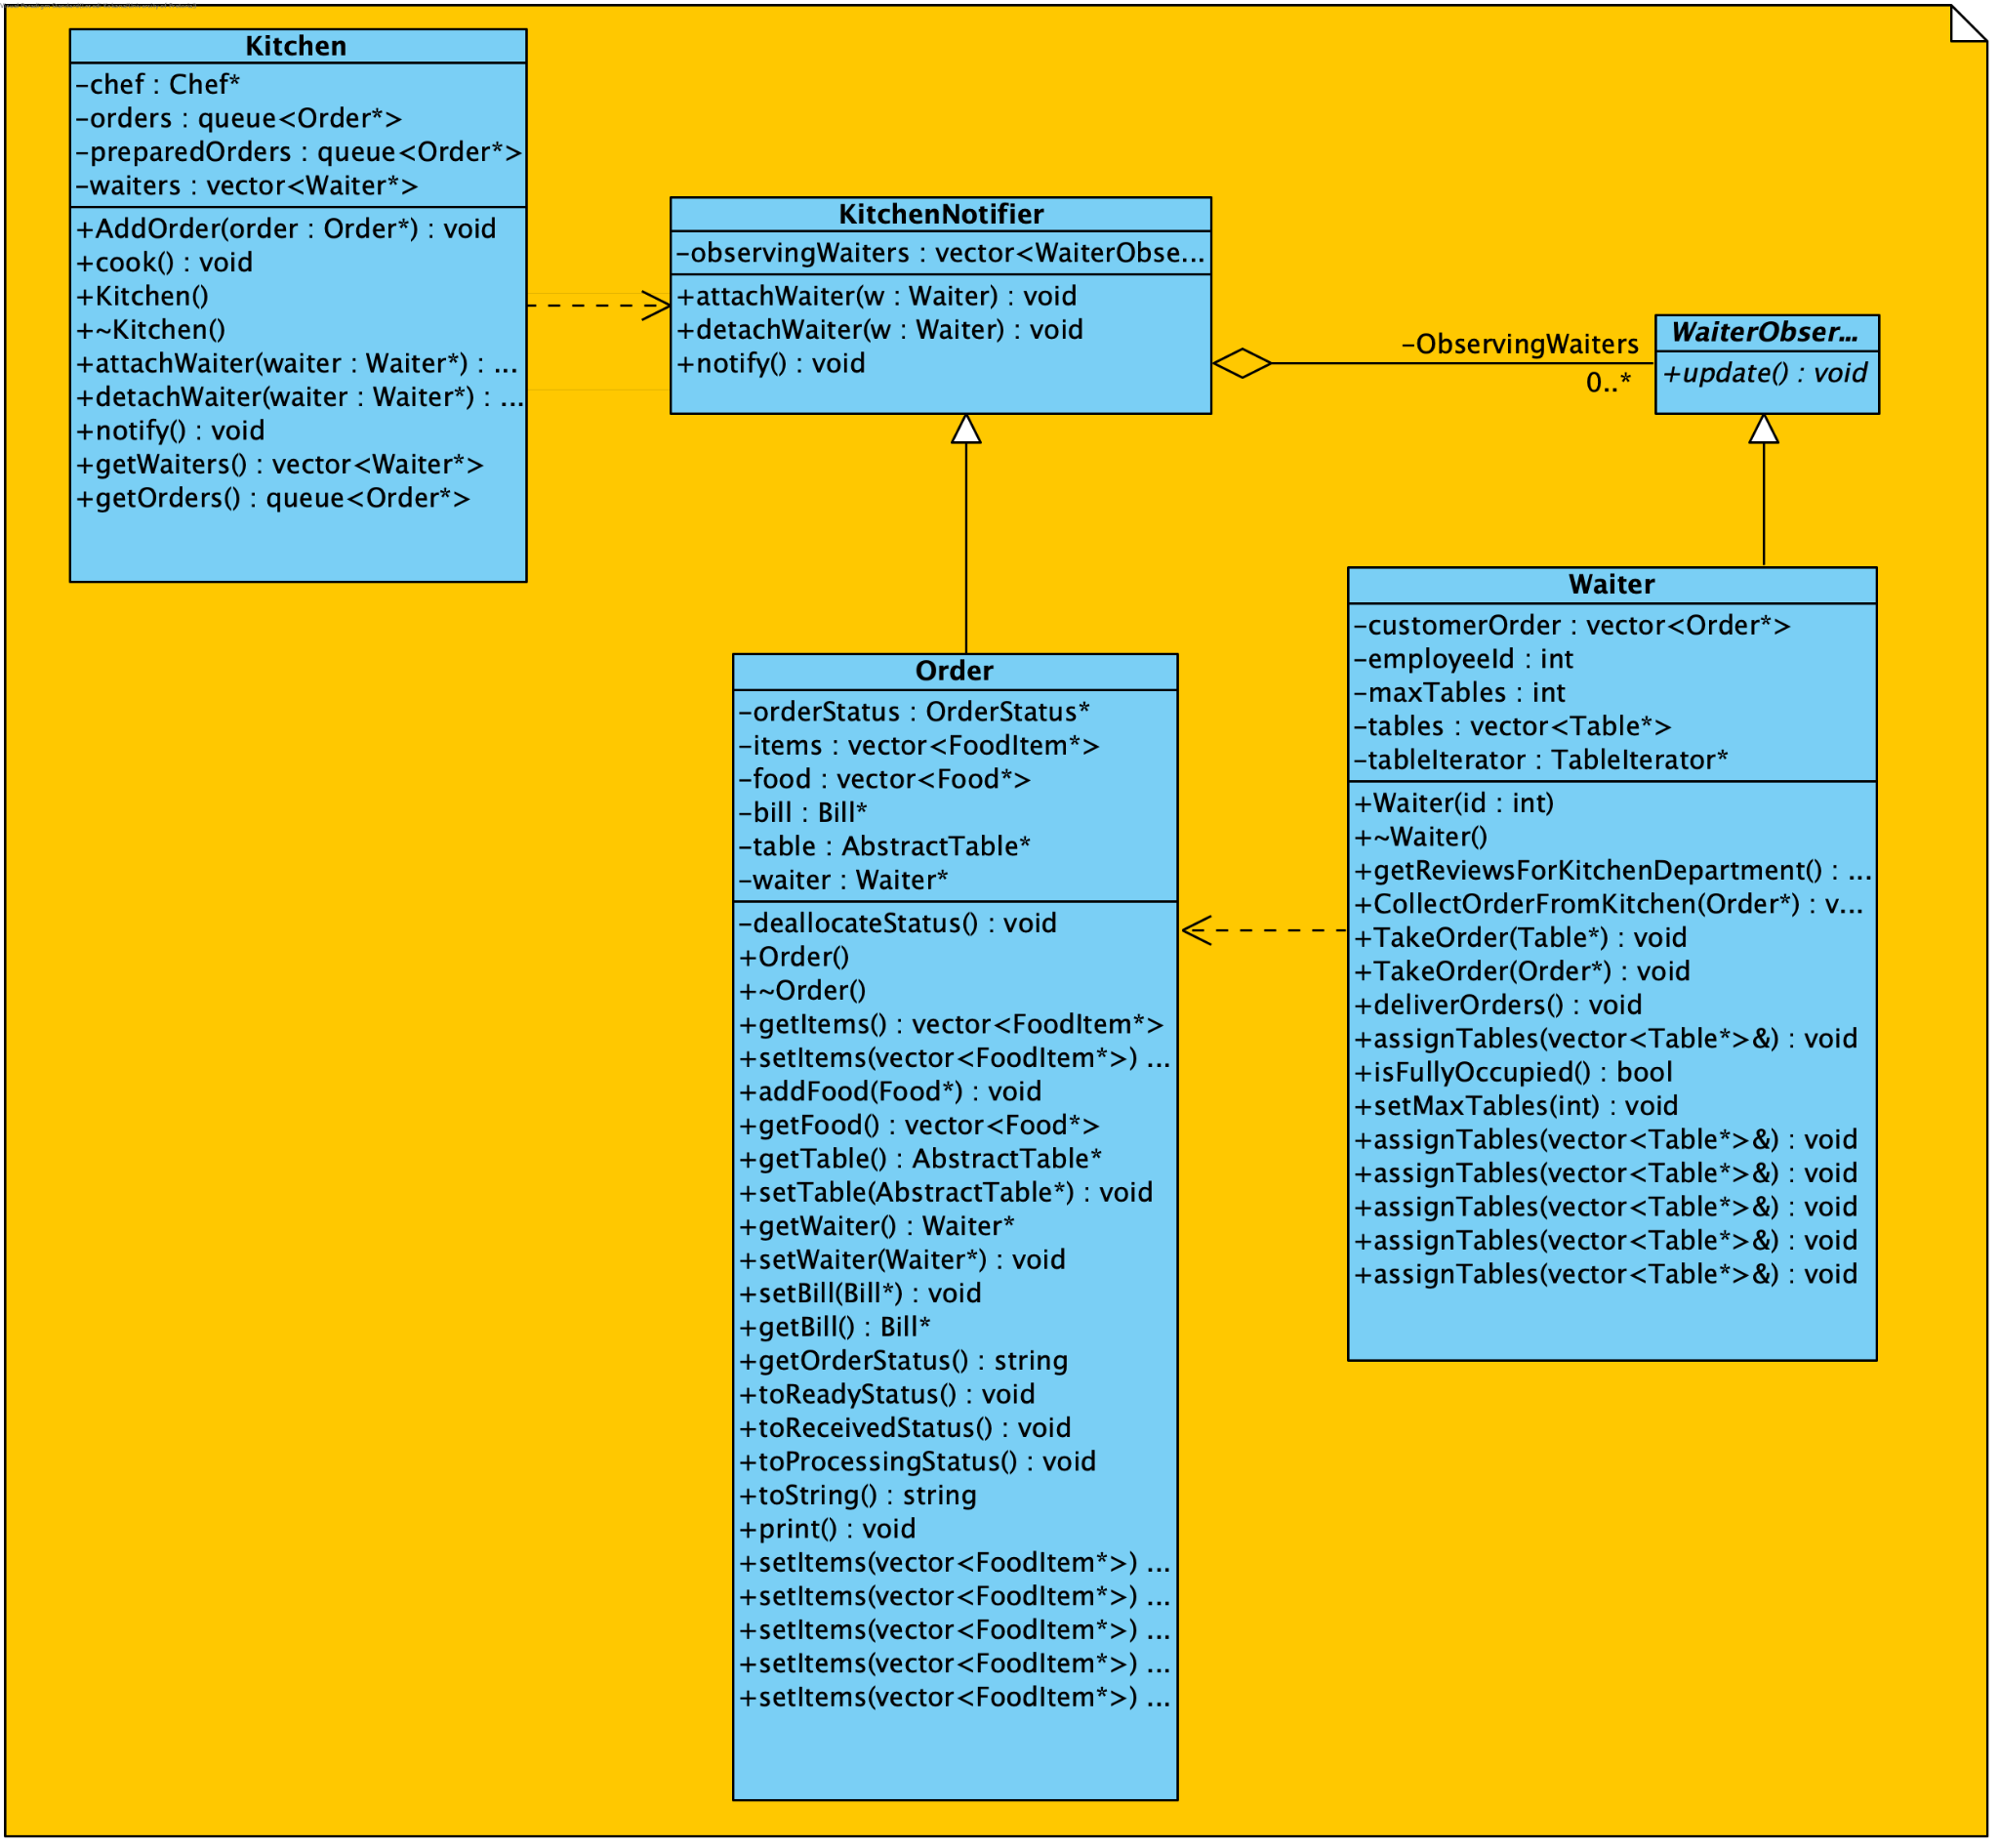 Kitchen
-chef : Chef*
-orders : queue<Order*>
-preparedOrders : queue<Order*>
-waiters : vector<Waiter*>
+AddOrder(order : Order*) : void
+cook() : void
+Kitchen()
+~Kitchen()
+attachWaiter(waiter : Waiter*) : ...
+detachWaiter(waiter : Waiter*) : ...
+notify() : void
+getWaiters() : vector<Waiter*>
+getOrders() : queue<Order*>
KitchenNotifier
-observingWaiters : vector<WaiterObse...
+attachWaiter(w : Waiter) : void
+detachWaiter(w : Waiter) : void
+notify() : void
-ObservingWaiters
0..*
WaiterObser...
+update() : void
Order
-orderStatus : OrderStatus*
-items : vector<FoodItem*>
-food : vector<Food*>
-bill : Bill*
-table : AbstractTable*
-waiter : Waiter*
-deallocateStatus() : void
+Order()
+~Order()
+getItems() : vector<FoodItem*>
+setItems(vector<FoodItem*>) ...
+addFood(Food*) : void
+getFood() : vector<Food*>
+getTable() : AbstractTable*
+setTable(AbstractTable*) : void
+getWaiter() : Waiter*
+setWaiter(Waiter*) : void
+setBill(Bill*) : void
+getBill() : Bill*
+getOrderStatus() : string
+toReadyStatus() : void
+toReceivedStatus() : void
+toProcessingStatus() : void
+toString() : string
+print() : void
+setItems(vector<FoodItem*>) ...
+setItems(vector<FoodItem*>) ...
+setItems(vector<FoodItem*>) ...
+setItems(vector<FoodItem*>) ...
+setItems(vector<FoodItem*>) ...
Waiter
-customerOrder : vector<Order*>
-employeeId : int
-maxTables : int
-tables : vector<Table*>
-tableIterator : TableIterator*
+Waiter(id : int)
+~Waiter()
+getReviewsForKitchenDepartment() : ...
+CollectOrderFromKitchen(Order*) : v...
+TakeOrder(Table*) : void
+TakeOrder(Order*) : void
+deliverOrders() : void
+assignTables(vector<Table*>&) : void
+isFullyOccupied() : bool
+setMaxTables(int) : void
+assignTables(vector<Table*>&) : void
+assignTables(vector<Table*>&) : void
+assignTables(vector<Table*>&) : void
+assignTables(vector<Table*>&) : void
+assignTables(vector<Table*>&) : void